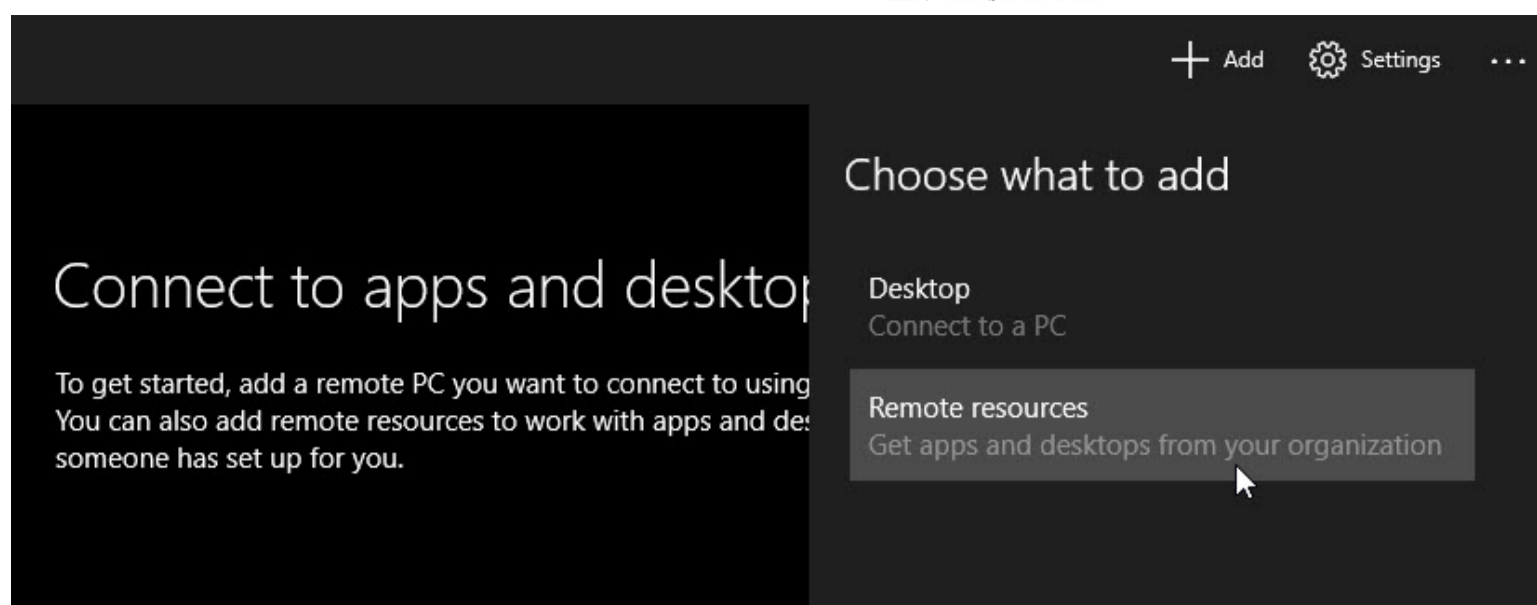 Add
Settings
Choose what to add
Connect to apps and
Desktop
Connect to a PC
To get started, add a remote PC you want to connect to using
You can also add remote resources to work with apps and
someone has set up for you.
Remote resources
Get apps and desktops from your organization